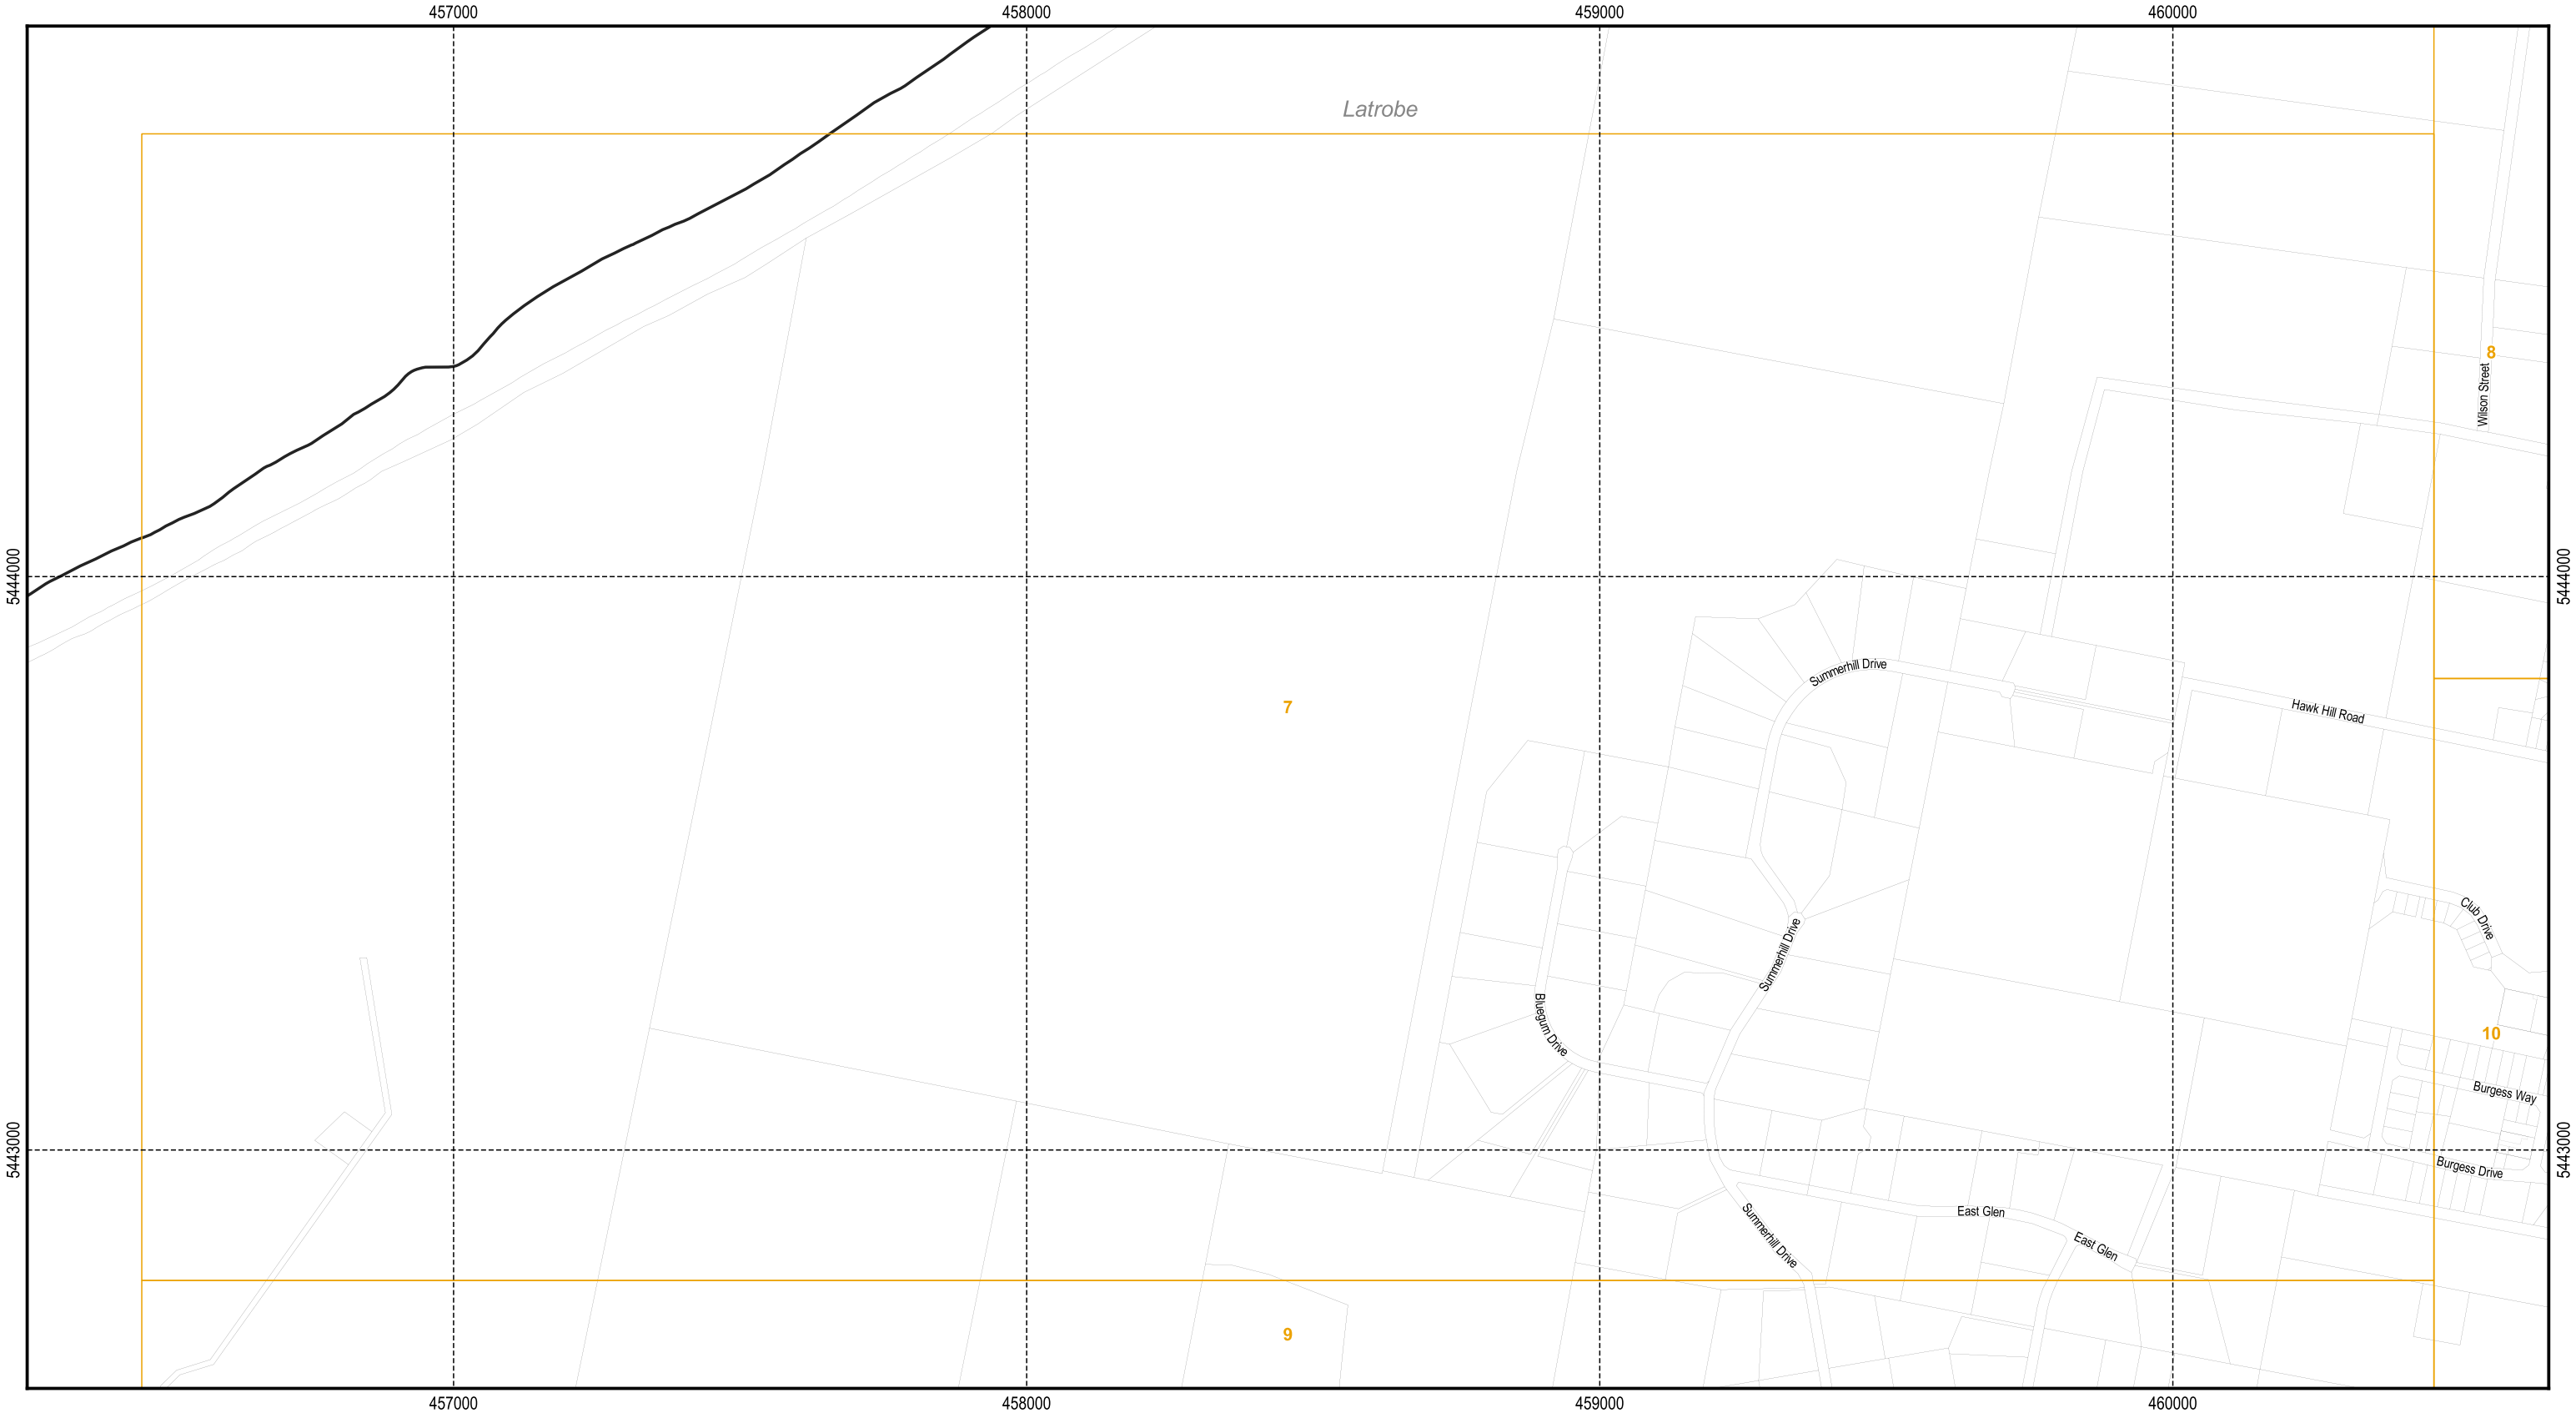 457000
458000
459000
460000
Latrobe
8
Wilson Street
5444000
5444000
Summerhill Drive
7
Hawk Hill Road
Club Drive
Summerhill Drive
Bluegum Drive
10
Burgess Way
5443000
5443000
Burgess Drive
East Glen
Summerhill Drive
East Glen
9
457000
458000
459000
460000